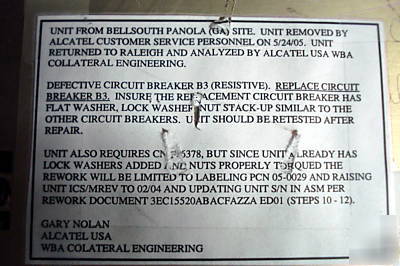 UNIT FROM BELLSOUTH PANOLA (GA) SITE. UNIT REMOVED BY
ALCATEL CUSTOMER SERVICE PERSONNEL ON 5/24/05. UNIT
RETURNED TO RALEIGH AND ANALYZED BY ALCATEL USA WBA
COLLATERAL ENGINEERING.
DEFECTIVE CIRCUIT BREAKER B3 (RESISTIVE). REPLACE CIRCUIT
BREAKER B3. INSURE THE REPLACEMENT CIRCUIT BREAKER HAS
FLAT WASHER, LOCK WASHER NUT STACK-UP SIMILAR TO THE
OTHER CIRCUIT BREAKERS. UNIT SHOULD BE RETESTED AFTER
REPAIR.
UNIT ALSO REQUIRES CN 378, BUT SINCE UNIT ALREADY HAS
LOCK WASHERS ADDED AND NUTS PROPERLY TORQUED THE
REWORK WILL BE LIMITED TO LABELING PCN 05-0029 AND RAISING
UNIT ICS/MREV TO 02/04 AND UPDATING UNIT S/N IN ASM PER
REWORK DOCUMENT 3EC15520ABACFAZZA ED01 (STEPS 10 - 12).
GARY NOLAN
ALCATEL USA
WBA COLATERAL ENGINEERING